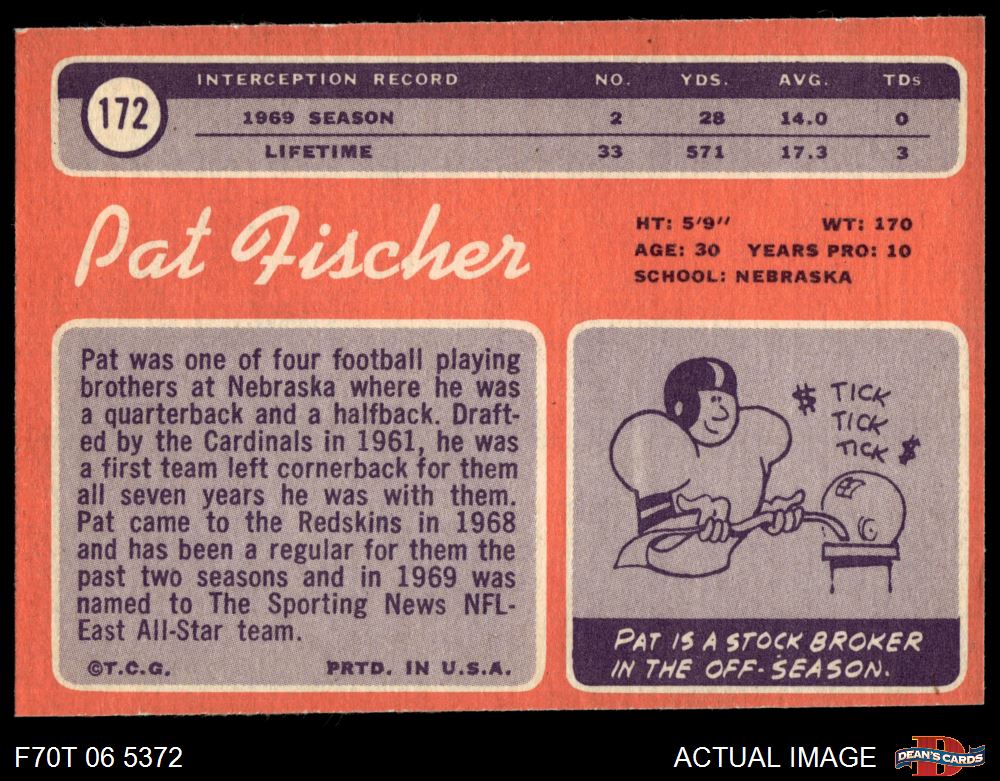 172
INTERCEPTION RECORD NO. YDS. AVG. TDs
1969 SEASON 2 28 14.0 0
LIFETIME 33 571 17.3 3
Pat Fischer
HT: 5'9" WT: 170
AGE: 30 YEARS PRO: 10
SCHOOL: NEBRASKA
Pat was one of four football playing
brothers at Nebraska where he was
a quarterback and a halfback. Draft-
ed by the Cardinals in 1961, he was
a first team left cornerback for them
all seven years he was with them.
Pat came to the Redskins in 1968
and has been a regular for them the
past two seasons and in 1969 was
named to The Sporting News NFL-
East All-Star team.
©T.C.G. PRTD. IN U.S.A.
$ TICK
TICK
TICK $
PAT IS A STOCK BROKER
IN THE OFF-SEASON.
F70T 06 5372
ACTUAL IMAGE
D
DEAN'S CARDS